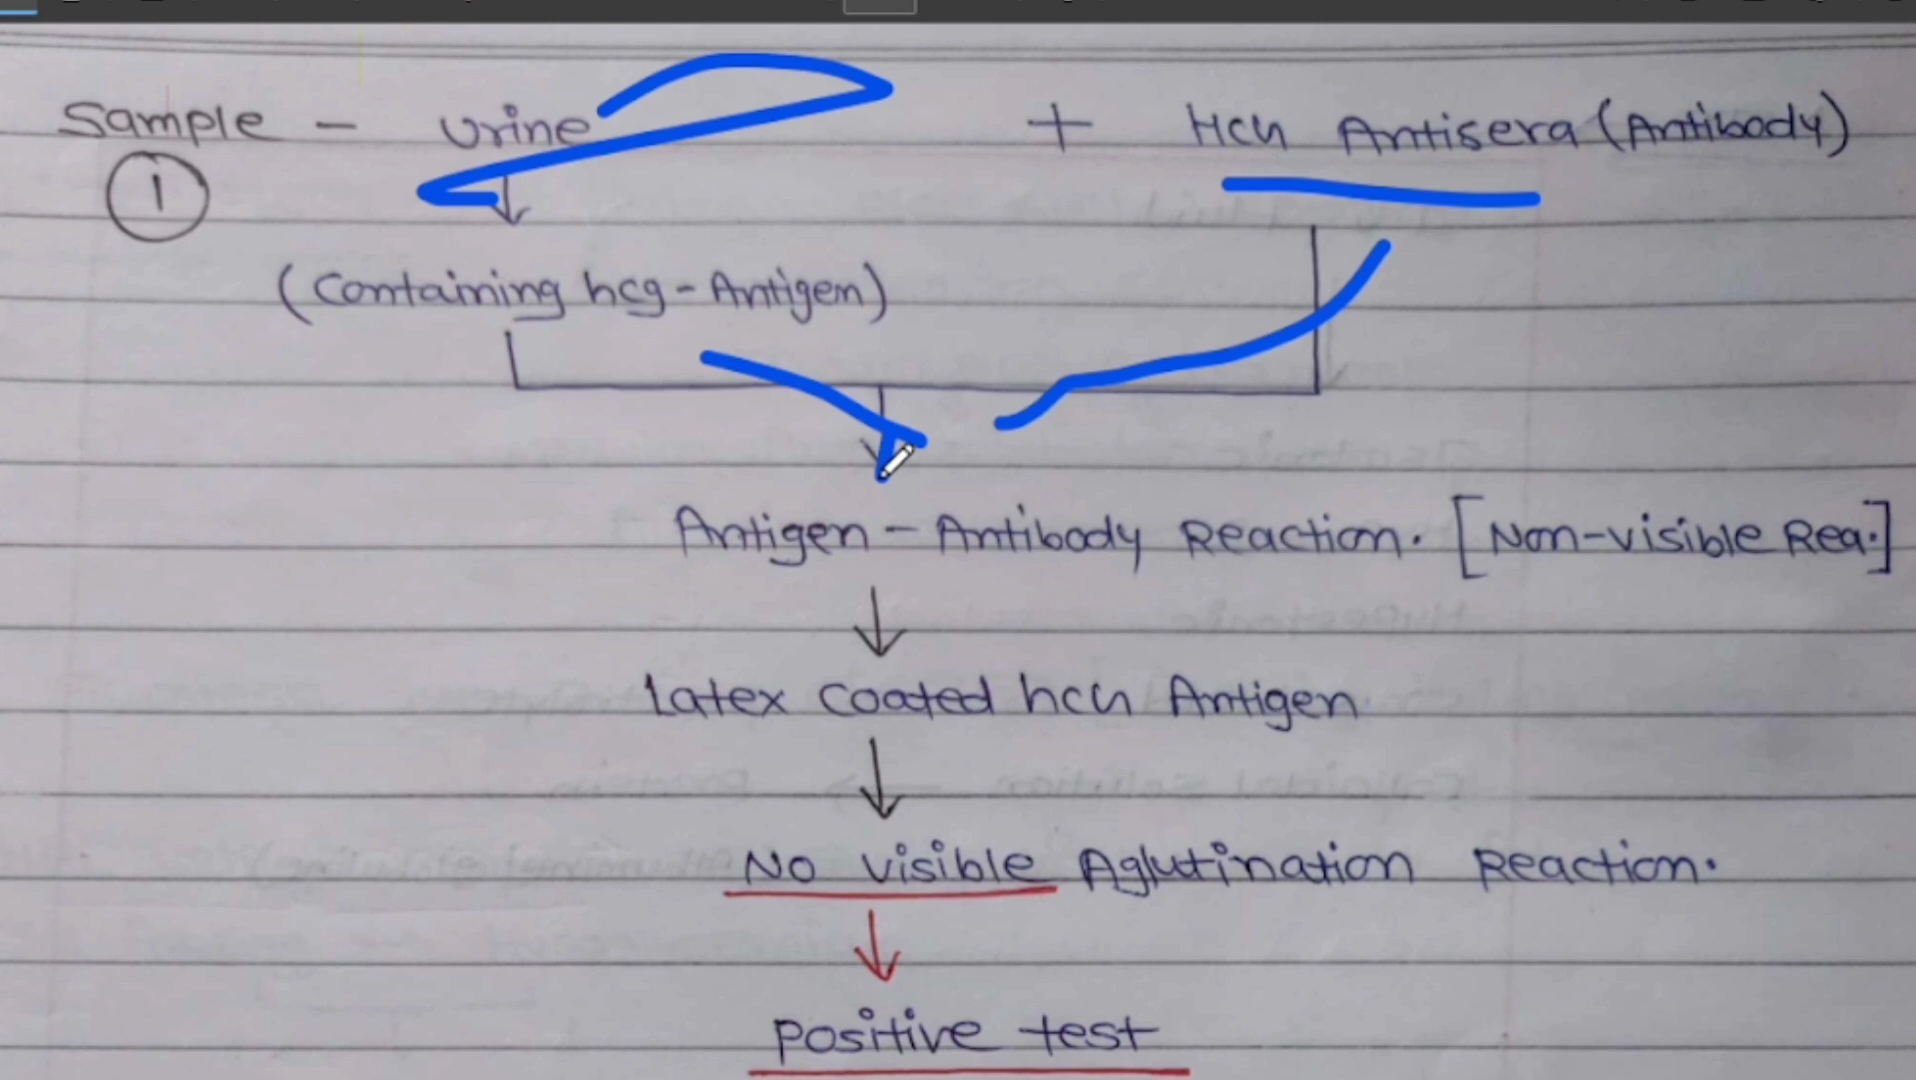 Sample - Urine + HCG Antisera (Antibody)
1
(Containing hcg - Antigen)
Antigen - Antibody Reaction. [Non-visible Rea.]
Latex coated hCG Antigen
No visible Aglutination Reaction.
Positive test